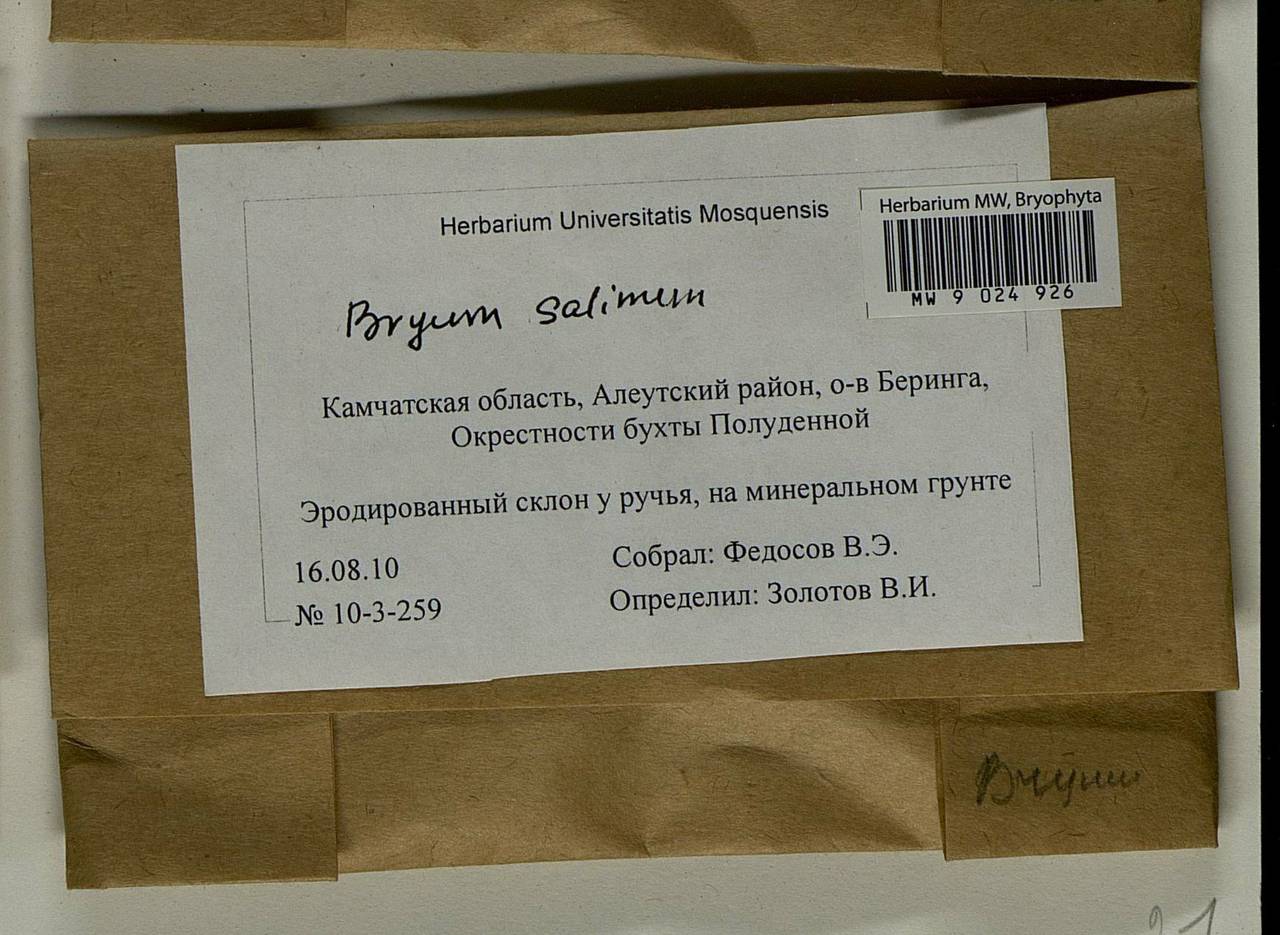 Herbarium Universitatis Mosquensis
Herbarium MW, Bryophyta
MW 9 024 926
Bryum salinum
Камчатская область, Алеутский район, о-в Беринга,
Окрестности бухты Полуденной
Эродированный склон у ручья, на минеральном грунте
16.08.10
Собрал: Федосов В.Э.
№ 10-3-259
Определил: Золотов В.И.
Bryum